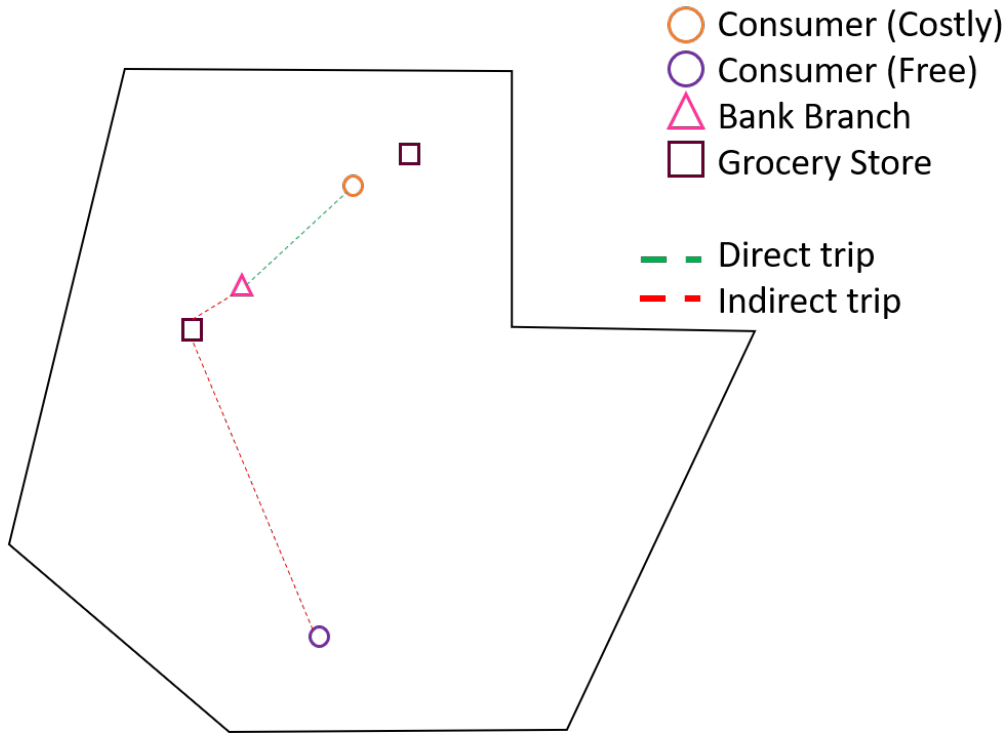 Consumer (Costly)
Consumer (Free)
Bank Branch
Grocery Store
Direct trip
Indirect trip